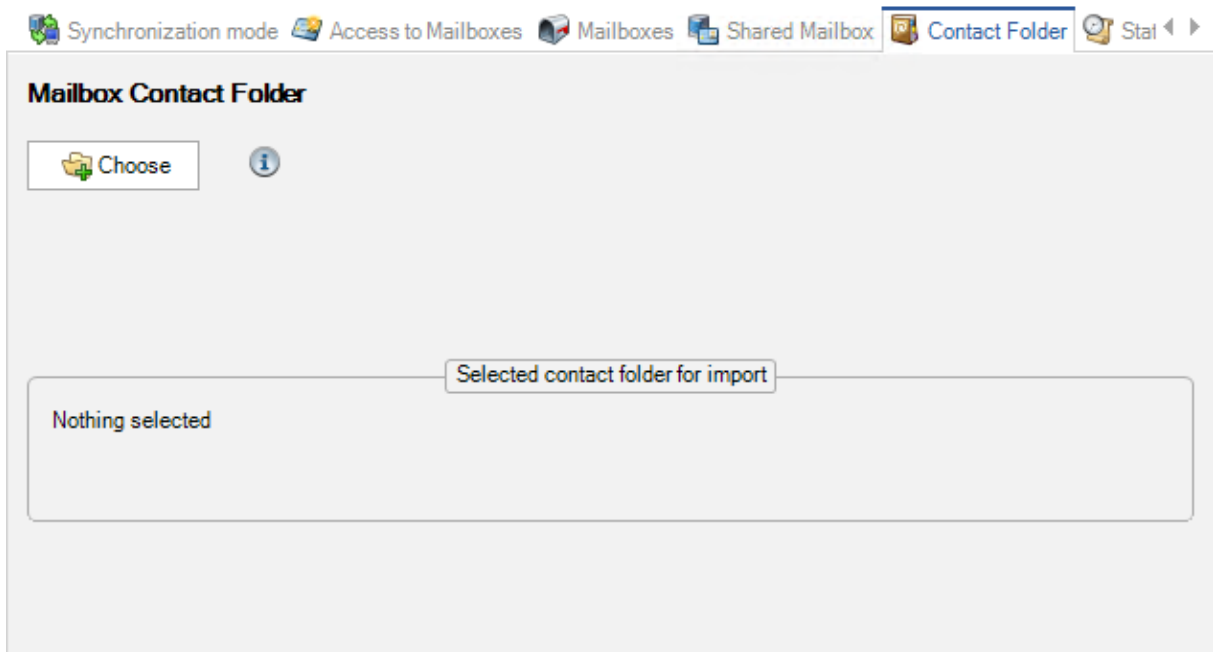 Synchronization mode Access to Mailboxes Mailboxes Shared Mailbox Contact Folder Stat
Mailbox Contact Folder
Choose
Selected contact folder for import
Nothing selected